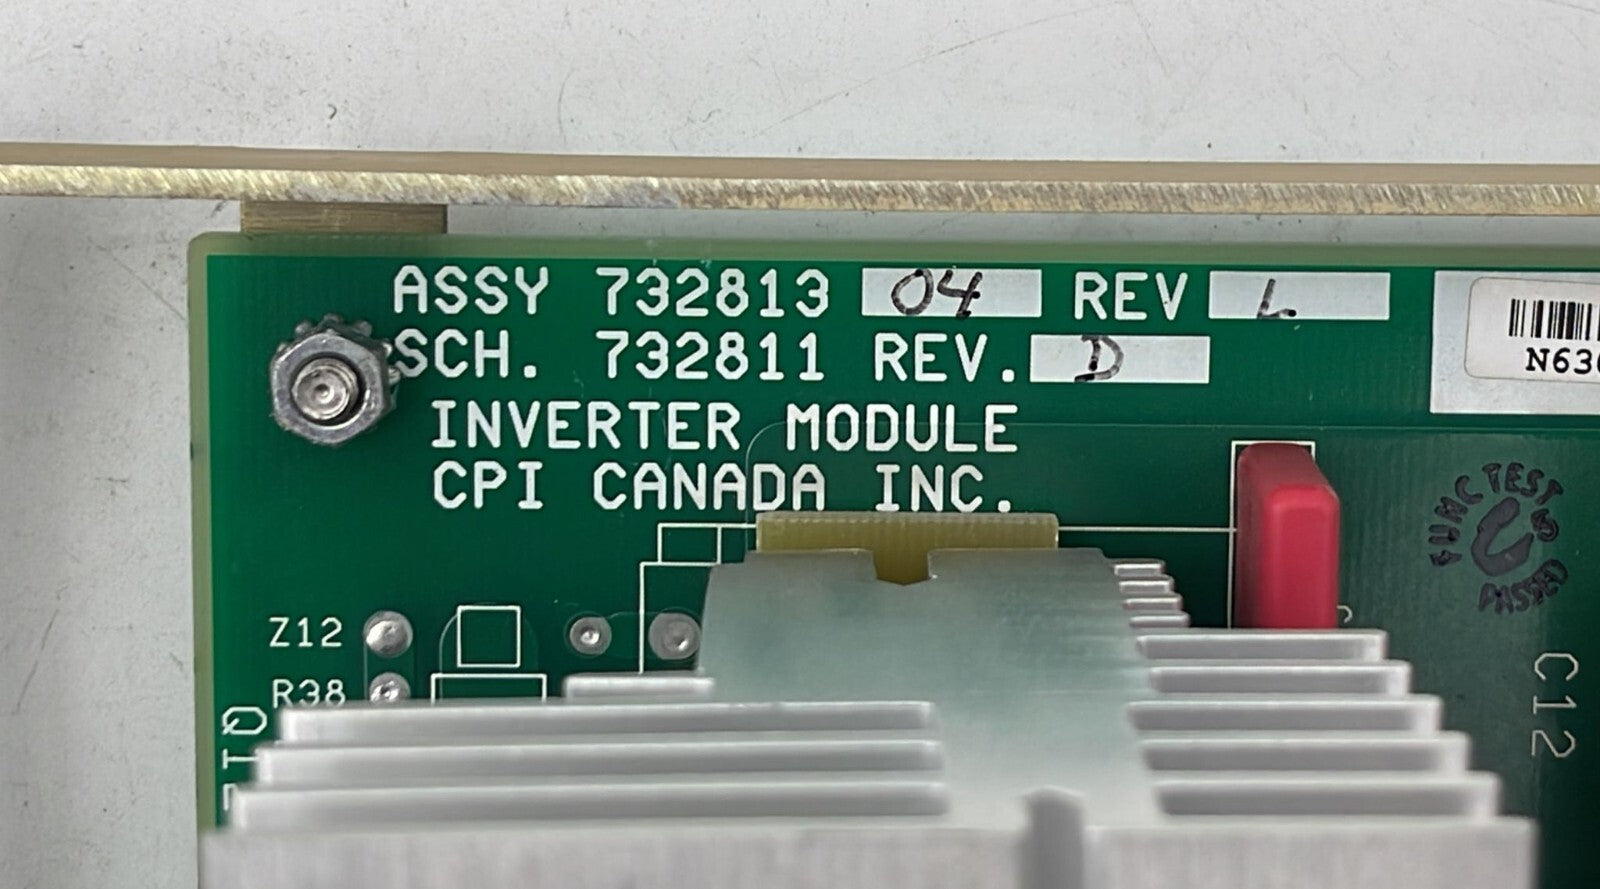 ASSY 732813 04 REV L
SCH. 732811 REV. D
INVERTER MODULE
CPI CANADA INC.
FUNC TEST
PASSED
Z12
R38
C12